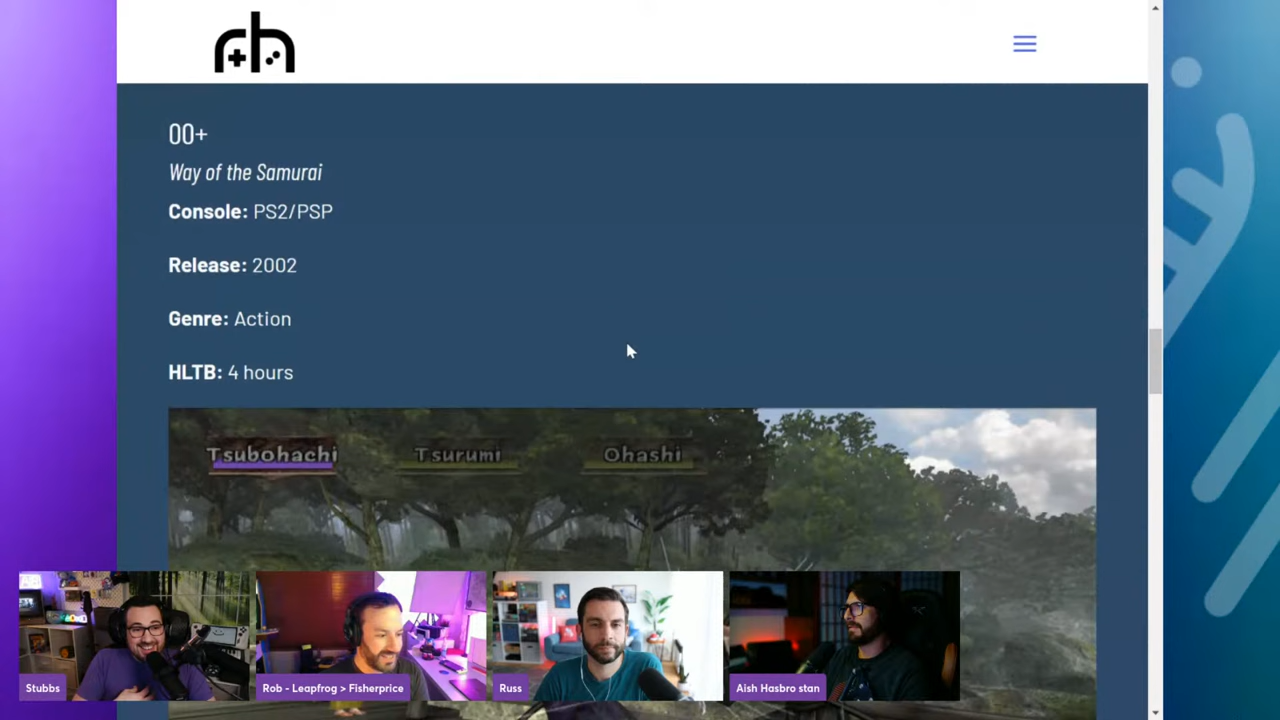 rh
00+
Way of the Samurai
Console: PS2/PSP
Release: 2002
Genre: Action
HLTB: 4 hours
Tsubohachi Tsurumi Ohashi
Stubbs
Rob - Leapfrog > Fisherprice
Russ
Aish Hasbro stan